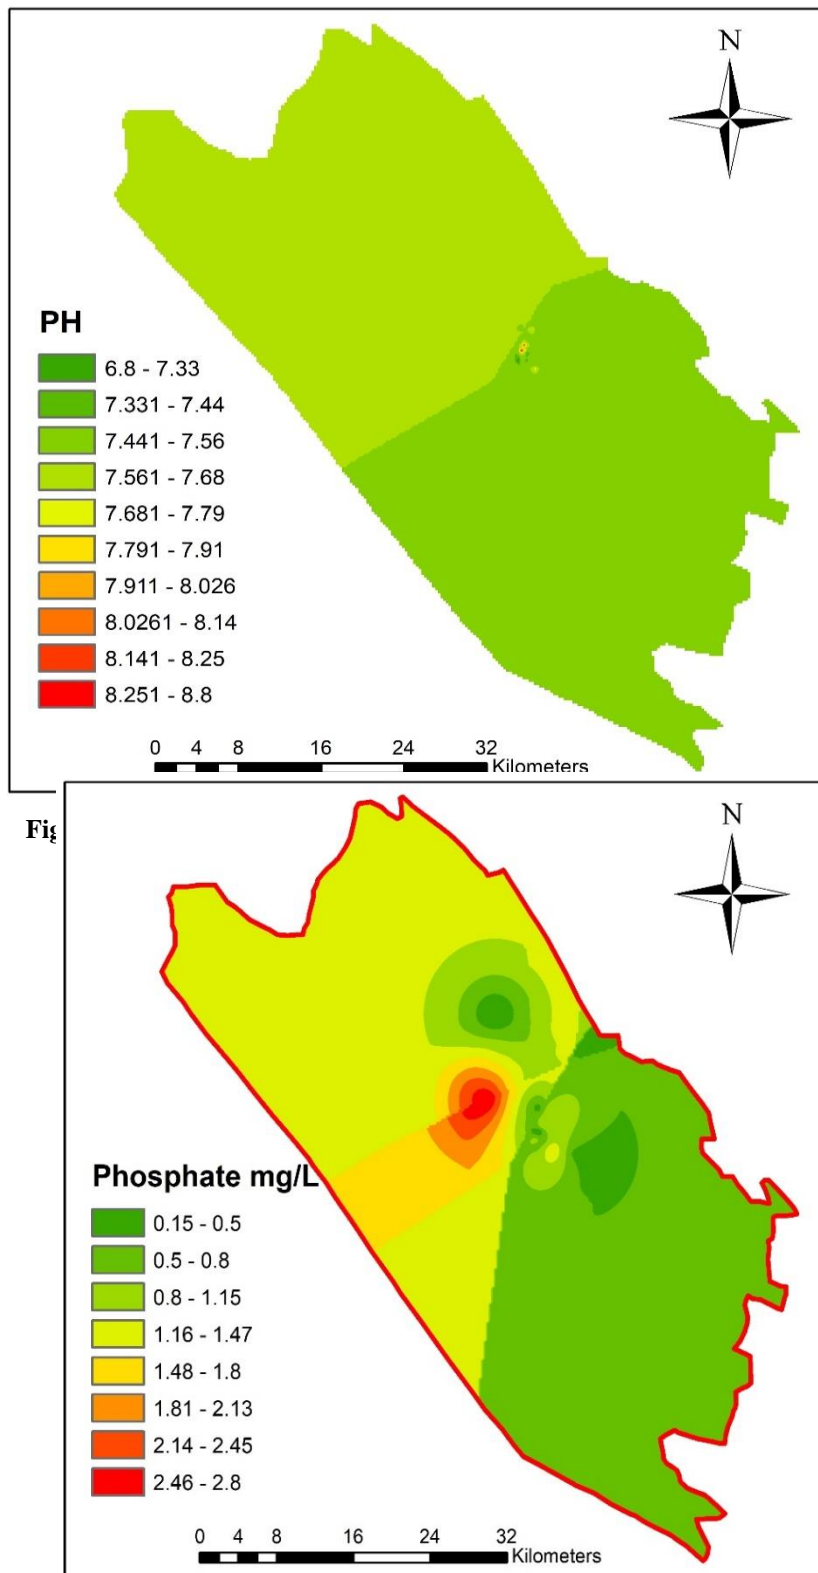 N
PH
6.8 - 7.33
7.331 - 7.44
7.441 - 7.56
7.561 - 7.68
7.681 - 7.79
7.791 - 7.91
7.911 - 8.026
8.0261 - 8.14
8.141 - 8.25
8.251 - 8.8
0 4 8 16 24 32
Kilometers
Fig
N
Phosphate mg/L
0.15 - 0.5
0.5 - 0.8
0.8 - 1.15
1.16 - 1.47
1.48 - 1.8
1.81 - 2.13
2.14 - 2.45
2.46 - 2.8
0 4 8 16 24 32
Kilometers